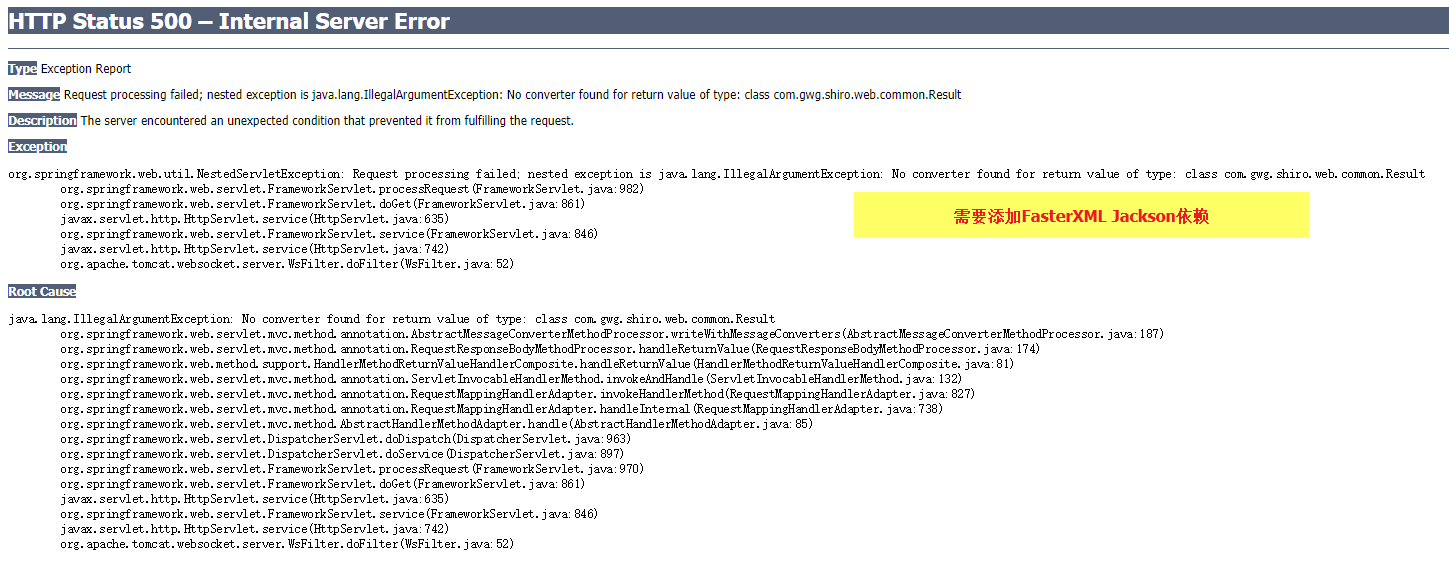 HTTP Status 500 – Internal Server Error
Type Exception Report
Message Request processing failed; nested exception is java.lang.IllegalArgumentException: No converter found for return value of type: class com.gwg.shiro.web.common.Result
Description The server encountered an unexpected condition that prevented it from fulfilling the request.
Exception
org.springframework.web.util.NestedServletException: Request processing failed; nested exception is java.lang.IllegalArgumentException: No converter found for return value of type: class com.gwg.shiro.web.common.Result
org.springframework.web.servlet.FrameworkServlet.processRequest(FrameworkServlet.java:982)
org.springframework.web.servlet.FrameworkServlet.doGet(FrameworkServlet.java:861)
javax.servlet.http.HttpServlet.service(HttpServlet.java:635)
org.springframework.web.servlet.FrameworkServlet.service(FrameworkServlet.java:846)
javax.servlet.http.HttpServlet.service(HttpServlet.java:742)
org.apache.tomcat.websocket.server.WsFilter.doFilter(WsFilter.java:52)
需要添加FasterXML Jackson依赖
Root Cause
java.lang.IllegalArgumentException: No converter found for return value of type: class com.gwg.shiro.web.common.Result
org.springframework.web.servlet.mvc.method.annotation.AbstractMessageConverterMethodProcessor.writeWithMessageConverters(AbstractMessageConverterMethodProcessor.java:187)
org.springframework.web.servlet.mvc.method.annotation.RequestResponseBodyMethodProcessor.handleReturnValue(RequestResponseBodyMethodProcessor.java:174)
org.springframework.web.method.support.HandlerMethodReturnValueHandlerComposite.handleReturnValue(HandlerMethodReturnValueHandlerComposite.java:81)
org.springframework.web.servlet.mvc.method.annotation.ServletInvocableHandlerMethod.invokeAndHandle(ServletInvocableHandlerMethod.java:132)
org.springframework.web.servlet.mvc.method.annotation.RequestMappingHandlerAdapter.invokeHandlerMethod(RequestMappingHandlerAdapter.java:827)
org.springframework.web.servlet.mvc.method.annotation.RequestMappingHandlerAdapter.handleInternal(RequestMappingHandlerAdapter.java:738)
org.springframework.web.servlet.mvc.method.AbstractHandlerMethodAdapter.handle(AbstractHandlerMethodAdapter.java:85)
org.springframework.web.servlet.DispatcherServlet.doDispatch(DispatcherServlet.java:963)
org.springframework.web.servlet.DispatcherServlet.doService(DispatcherServlet.java:897)
org.springframework.web.servlet.FrameworkServlet.processRequest(FrameworkServlet.java:970)
org.springframework.web.servlet.FrameworkServlet.doGet(FrameworkServlet.java:861)
javax.servlet.http.HttpServlet.service(HttpServlet.java:635)
org.springframework.web.servlet.FrameworkServlet.service(FrameworkServlet.java:846)
javax.servlet.http.HttpServlet.service(HttpServlet.java:742)
org.apache.tomcat.websocket.server.WsFilter.doFilter(WsFilter.java:52)